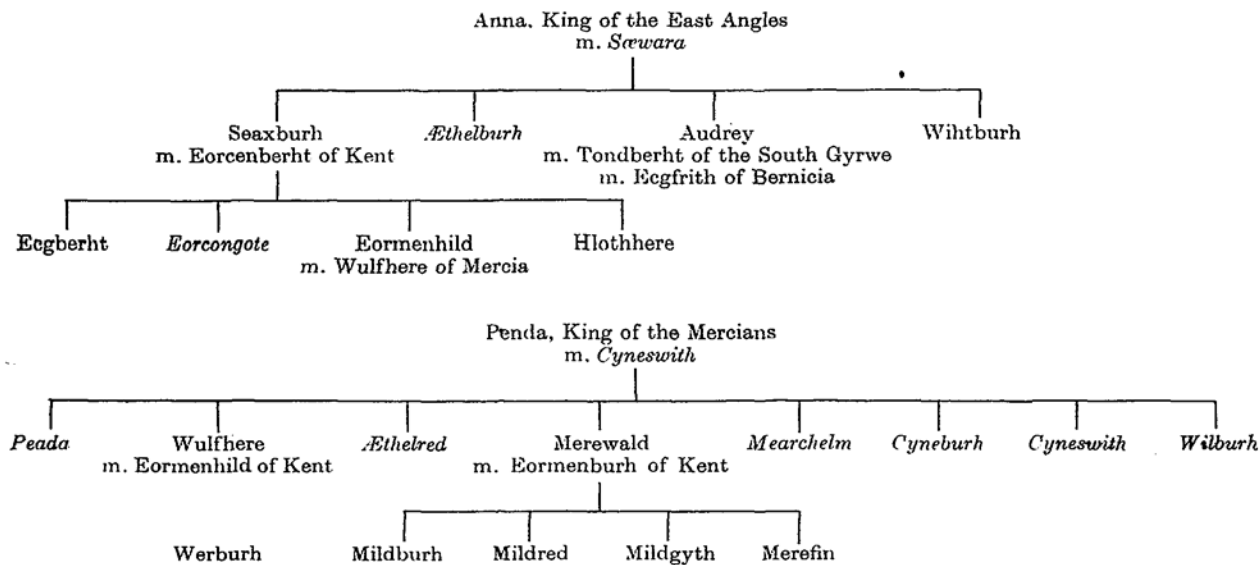 Anna, King of the East Angles
m. Sæwara
Seaxburh Æthelburh Audrey Wihtburh
m. Eorcenberht of Kent m. Tondberht of the South Gyrwe
m. Ecgfrith of Bernicia
Ecgberht Eorcongote Eormenhild Hlothhere
m. Wulfhere of Mercia
Penda, King of the Mercians
m. Cyneswith
Peada Wulfhere Æthelred Merewald Mearchelm Cyneburh Cyneswith Wilburh
m. Eormenhild of Kent m. Eormenburh of Kent
Werburh Mildburh Mildred Mildgyth Merefin